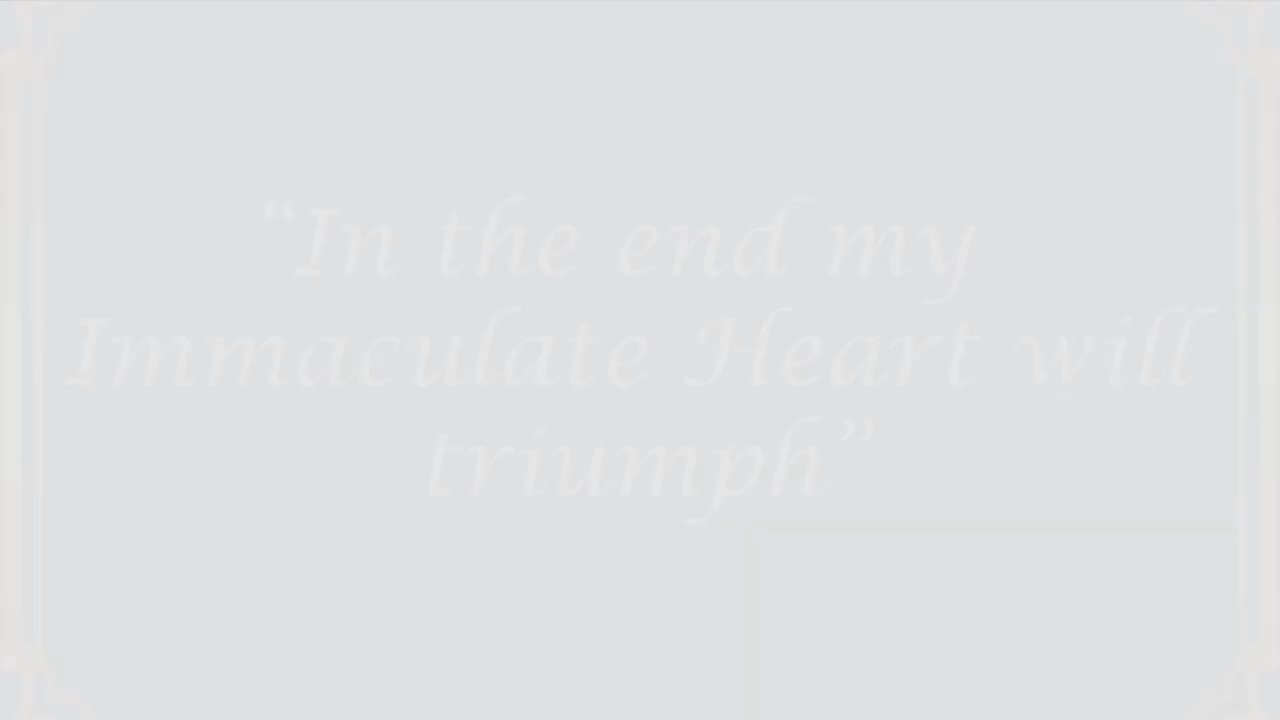 “In the end my
Immaculate Heart will
triumph”